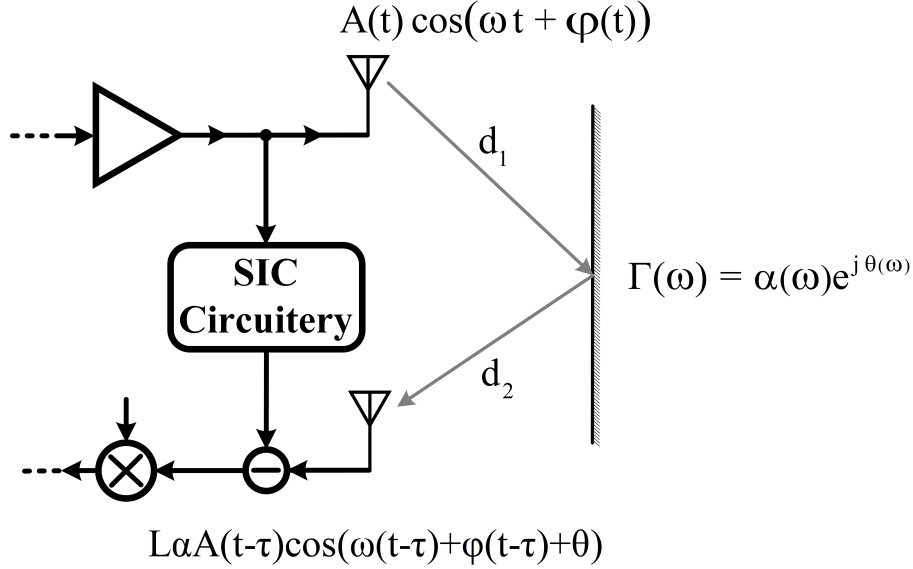 A(t) cos(ω t + φ(t))
d₁
SIC
Circuitery
Γ(ω) = α(ω)e^{j θ(ω)}
d₂
LαA(t-τ)cos(ω(t-τ)+φ(t-τ)+θ)